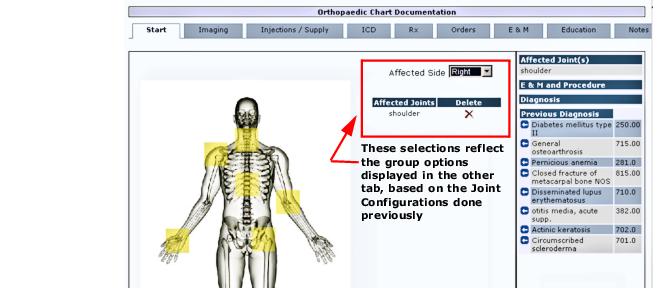 Orthopaedic Chart Documentation
Start Imaging Injections / Supply ICD Rx Orders E & M Education Notes
Affected Side Right
Affected Joints Delete
shoulder
These selections reflect
the group options
displayed in the other
tab, based on the Joint
Configurations done
previously
Affected Joint(s)
shoulder
E & M and Procedure
Diagnosis
Previous Diagnosis
Diabetes mellitus type 250.00
II
General 715.00
osteoarthrosis
Pernicious anemia 281.0
Closed fracture of 815.00
metacarpal bone NOS
Disseminated lupus 710.0
erythematosus
otitis media, acute 382.00
supp.
Actinic keratosis 702.0
Circumscribed 701.0
scleroderma